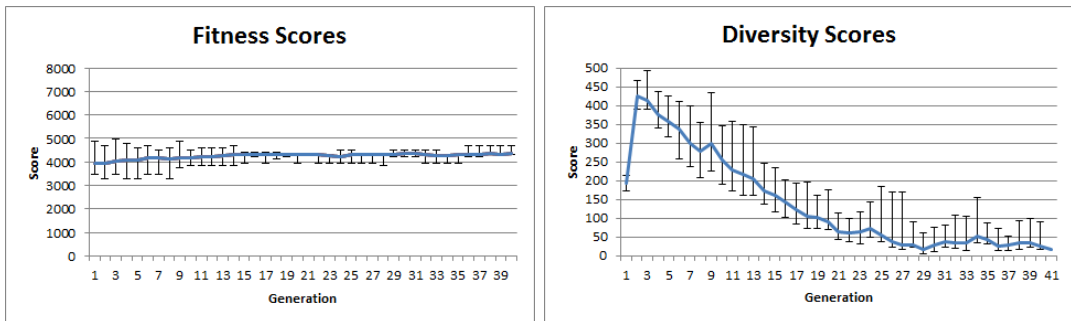 Fitness Scores
8000
7000
6000
5000
4000
3000
2000
1000
0
Score
1 3 5 7 9 11 13 15 17 19 21 23 25 27 29 31 33 35 37 39
Generation
Diversity Scores
500
450
400
350
300
250
200
150
100
50
0
Score
1 3 5 7 9 11 13 15 17 19 21 23 25 27 29 31 33 35 37 39 41
Generation